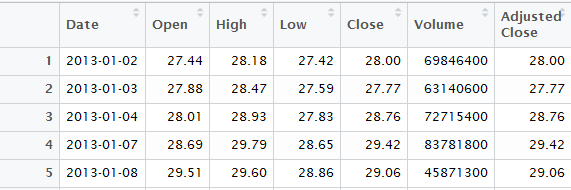 Date Open High Low Close Volume Adjusted Close
1 2013-01-02 27.44 28.18 27.42 28.00 69846400 28.00
2 2013-01-03 27.88 28.47 27.59 27.77 63140600 27.77
3 2013-01-04 28.01 28.93 27.83 28.76 72715400 28.76
4 2013-01-07 28.69 29.79 28.65 29.42 83781800 29.42
5 2013-01-08 29.51 29.60 28.86 29.06 45871300 29.06